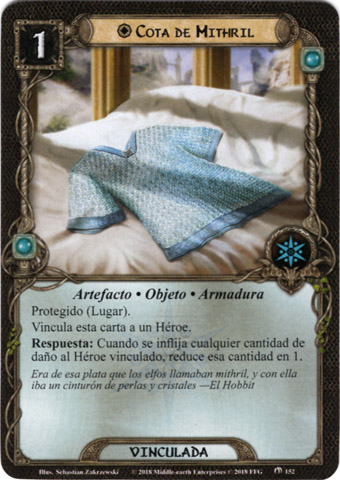 1
Cota de Mithril
Artefacto • Objeto • Armadura
Protegido (Lugar).
Vincula esta carta a un Héroe.
Respuesta: Cuando se inflija cualquier cantidad de
daño al Héroe vinculado, reduce esa cantidad en 1.
Era de esa plata que los elfos llamaban mithril, y con ella
iba un cinturón de perlas y cristales —El Hobbit
VINCULADA
Illus. Sebastian Zakrzewski © 2018 Middle-earth Enterprises © 2018 FFG 152